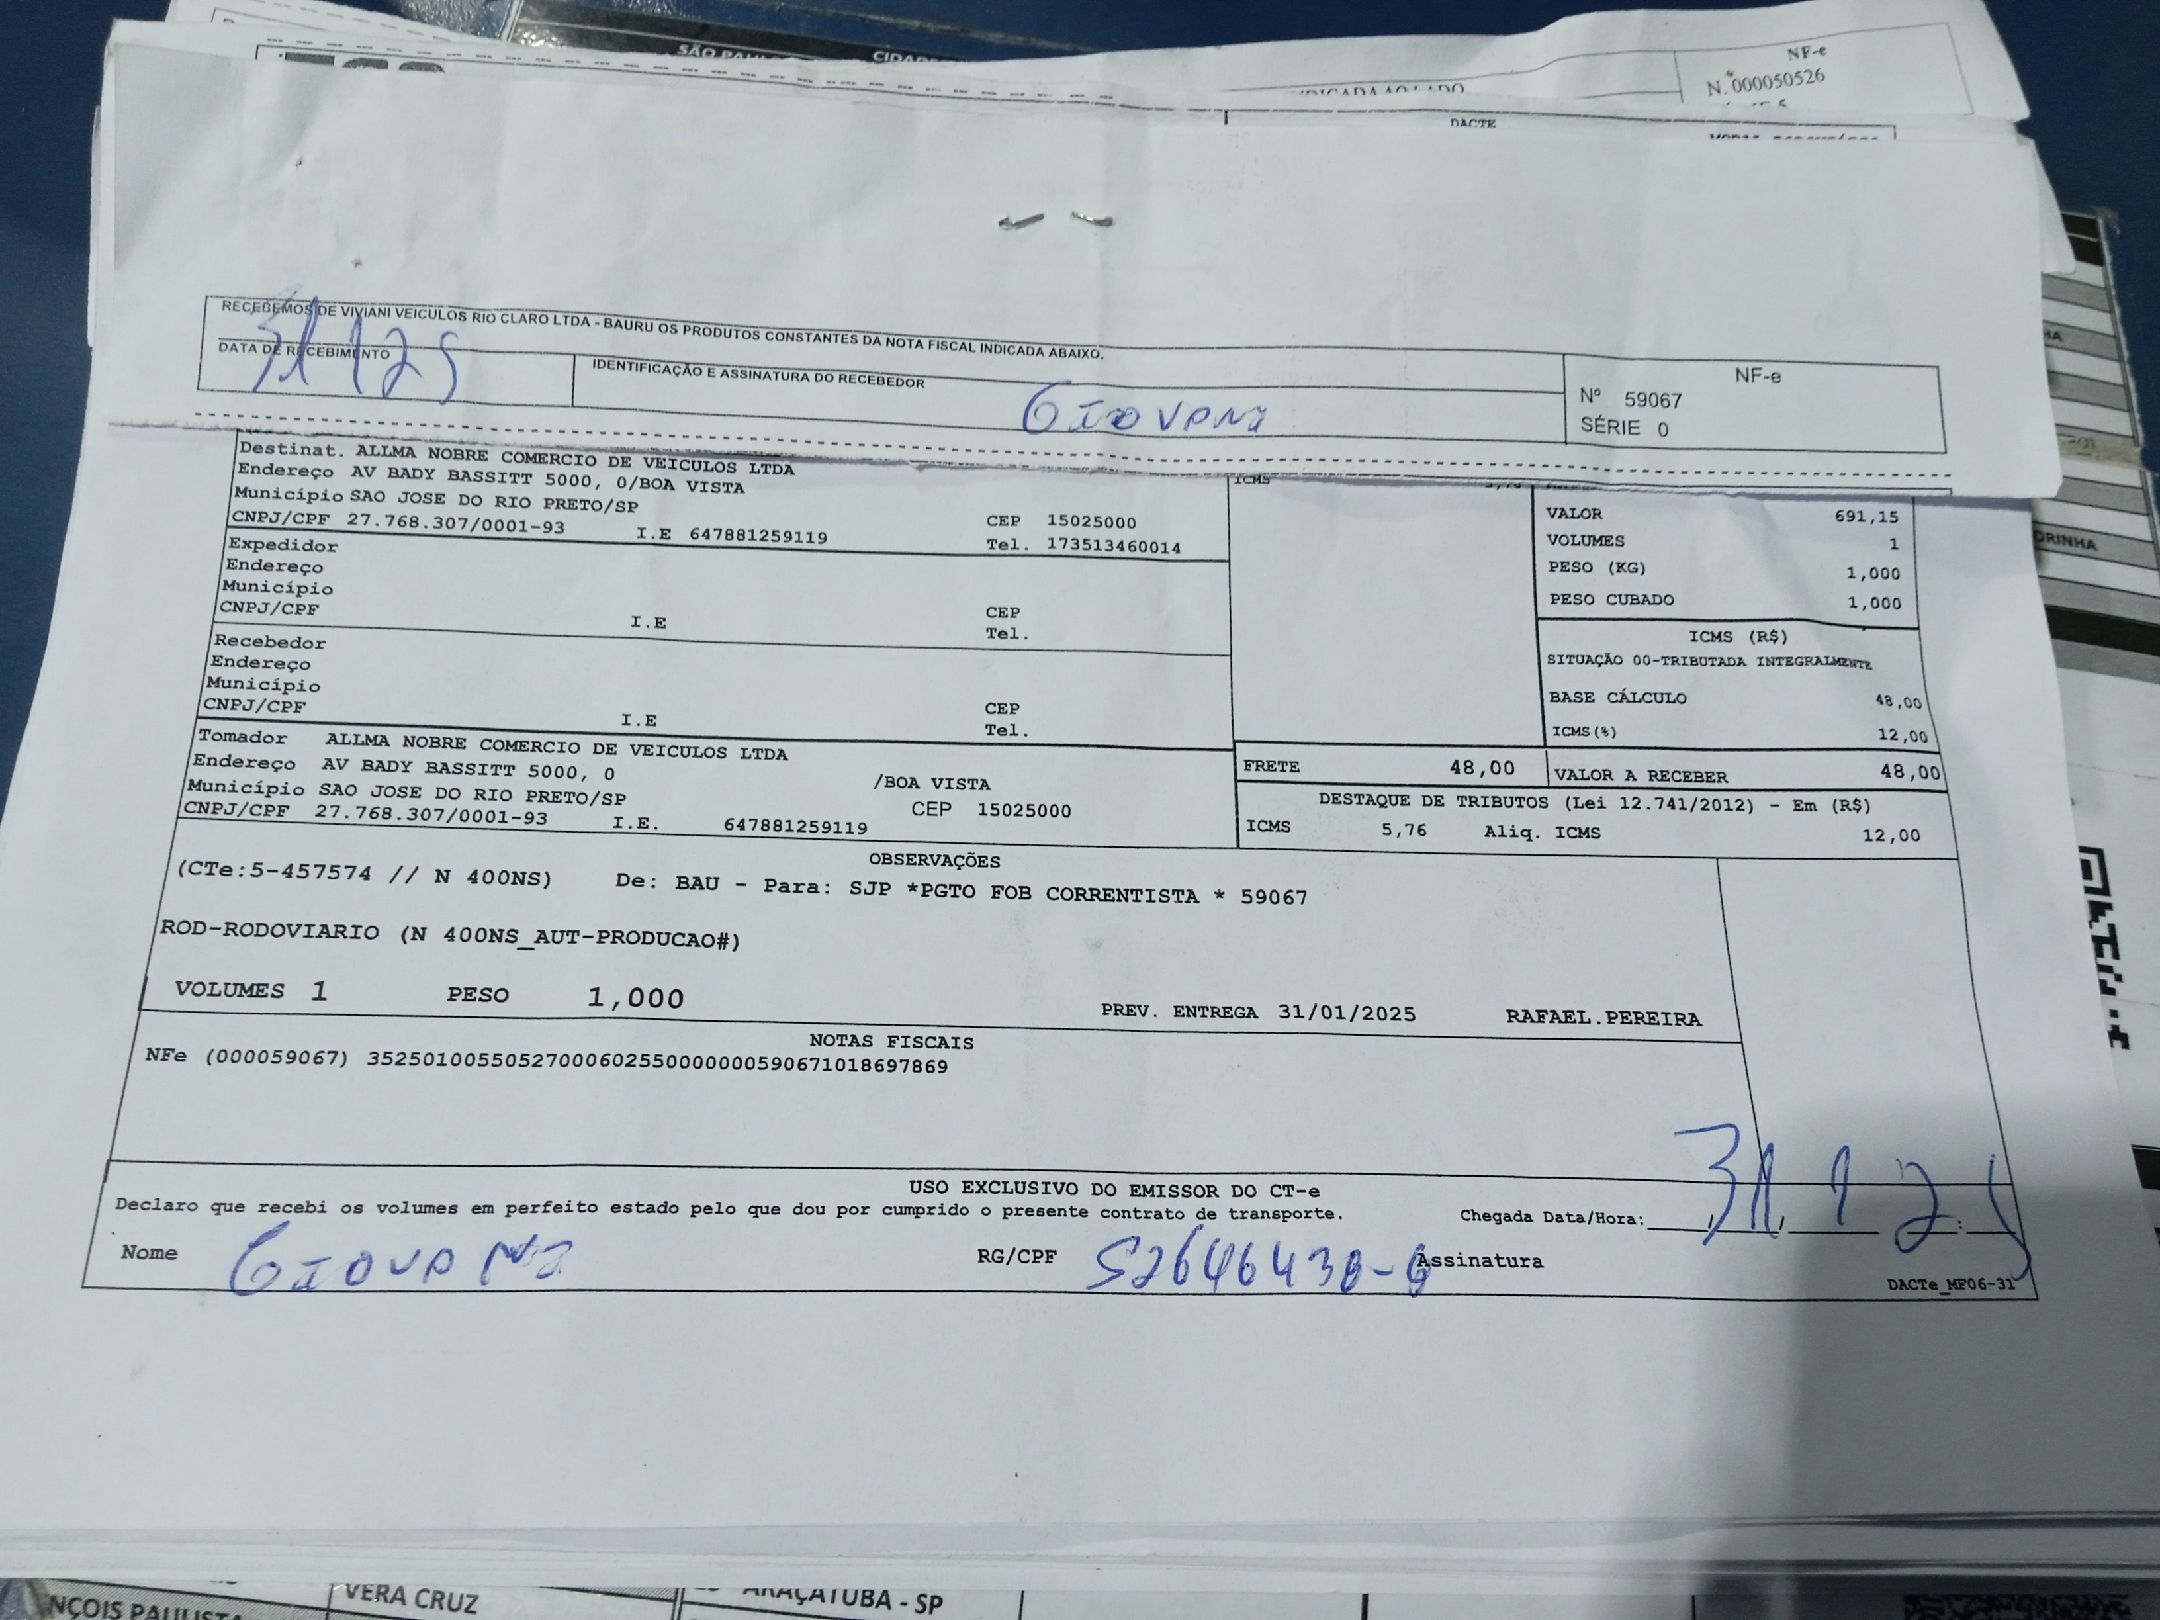 SÃO PAUL
NF-e
N. 000050526
DACTE
RECEBEMOS DE VIVIANI VEICULOS RIO CLARO LTDA - BAURU OS PRODUTOS CONSTANTES DA NOTA FISCAL INDICADA ABAIXO.
DATA DE RECEBIMENTO
31 1 25
IDENTIFICAÇÃO E ASSINATURA DO RECEBEDOR
GIOVANI
NF-e
Nº 59067
SÉRIE 0
Destinat. ALLMA NOBRE COMERCIO DE VEICULOS LTDA
Endereço AV BADY BASSITT 5000, 0/BOA VISTA
Município SAO JOSE DO RIO PRETO/SP
CEP 15025000
CNPJ/CPF 27.768.307/0001-93 I.E 647881259119 Tel. 173513460014
Expedidor
Endereço
Município
CEP
CNPJ/CPF I.E Tel.
Recebedor
Endereço
Município
CEP
CNPJ/CPF I.E Tel.
Tomador ALLMA NOBRE COMERCIO DE VEICULOS LTDA
Endereço AV BADY BASSITT 5000, 0 /BOA VISTA
Município SAO JOSE DO RIO PRETO/SP CEP 15025000
CNPJ/CPF 27.768.307/0001-93 I.E. 647881259119
ICMS
VALOR 691,15
VOLUMES 1
PESO (KG) 1,000
PESO CUBADO 1,000
ICMS (R$)
SITUAÇÃO 00-TRIBUTADA INTEGRALMENTE
BASE CÁLCULO 48,00
ICMS(%) 12,00
FRETE 48,00 VALOR A RECEBER 48,00
DESTAQUE DE TRIBUTOS (Lei 12.741/2012) - Em (R$)
ICMS 5,76 Aliq. ICMS 12,00
OBSERVAÇÕES
(CTe:5-457574 // N 400NS) De: BAU - Para: SJP *PGTO FOB CORRENTISTA * 59067
ROD-RODOVIARIO (N 400NS_AUT-PRODUCAO#)
VOLUMES 1 PESO 1,000 PREV. ENTREGA 31/01/2025 RAFAEL.PEREIRA
NOTAS FISCAIS
NFe (000059067) 35250100550527000602550000000590671018697869
USO EXCLUSIVO DO EMISSOR DO CT-e
Declaro que recebi os volumes em perfeito estado pelo que dou por cumprido o presente contrato de transporte. Chegada Data/Hora: 31 1 25
Nome GIOVANI RG/CPF Assinatura
DACTe_MF06-31
VERA CRUZ
ARAÇATUBA - SP